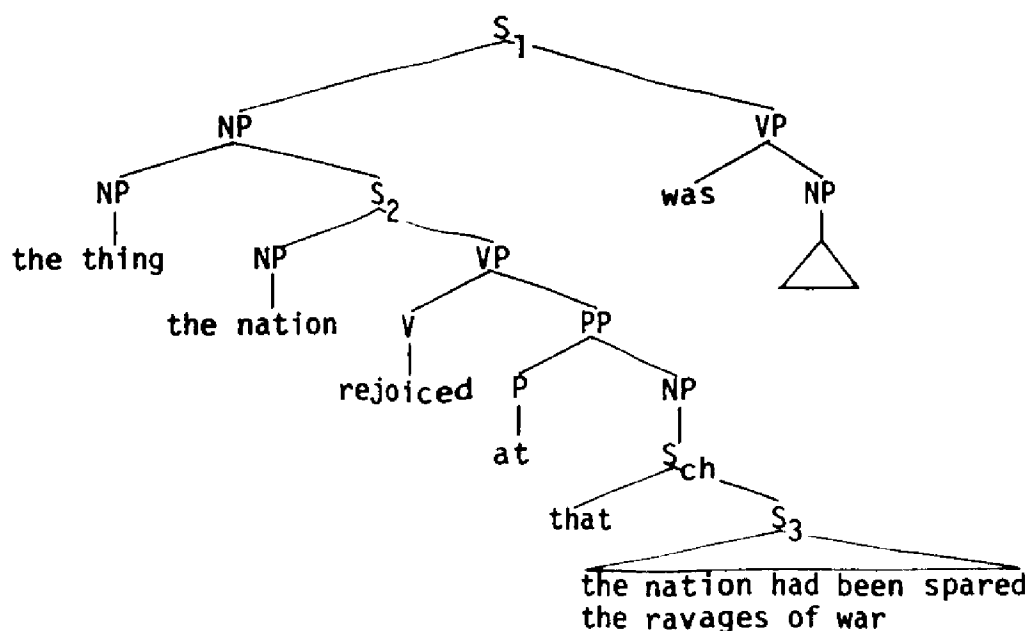 S1
NP VP
NP S2 was NP
the thing NP VP
the nation V PP
rejoiced P NP
at Sch
that S3
the nation had been spared
the ravages of war